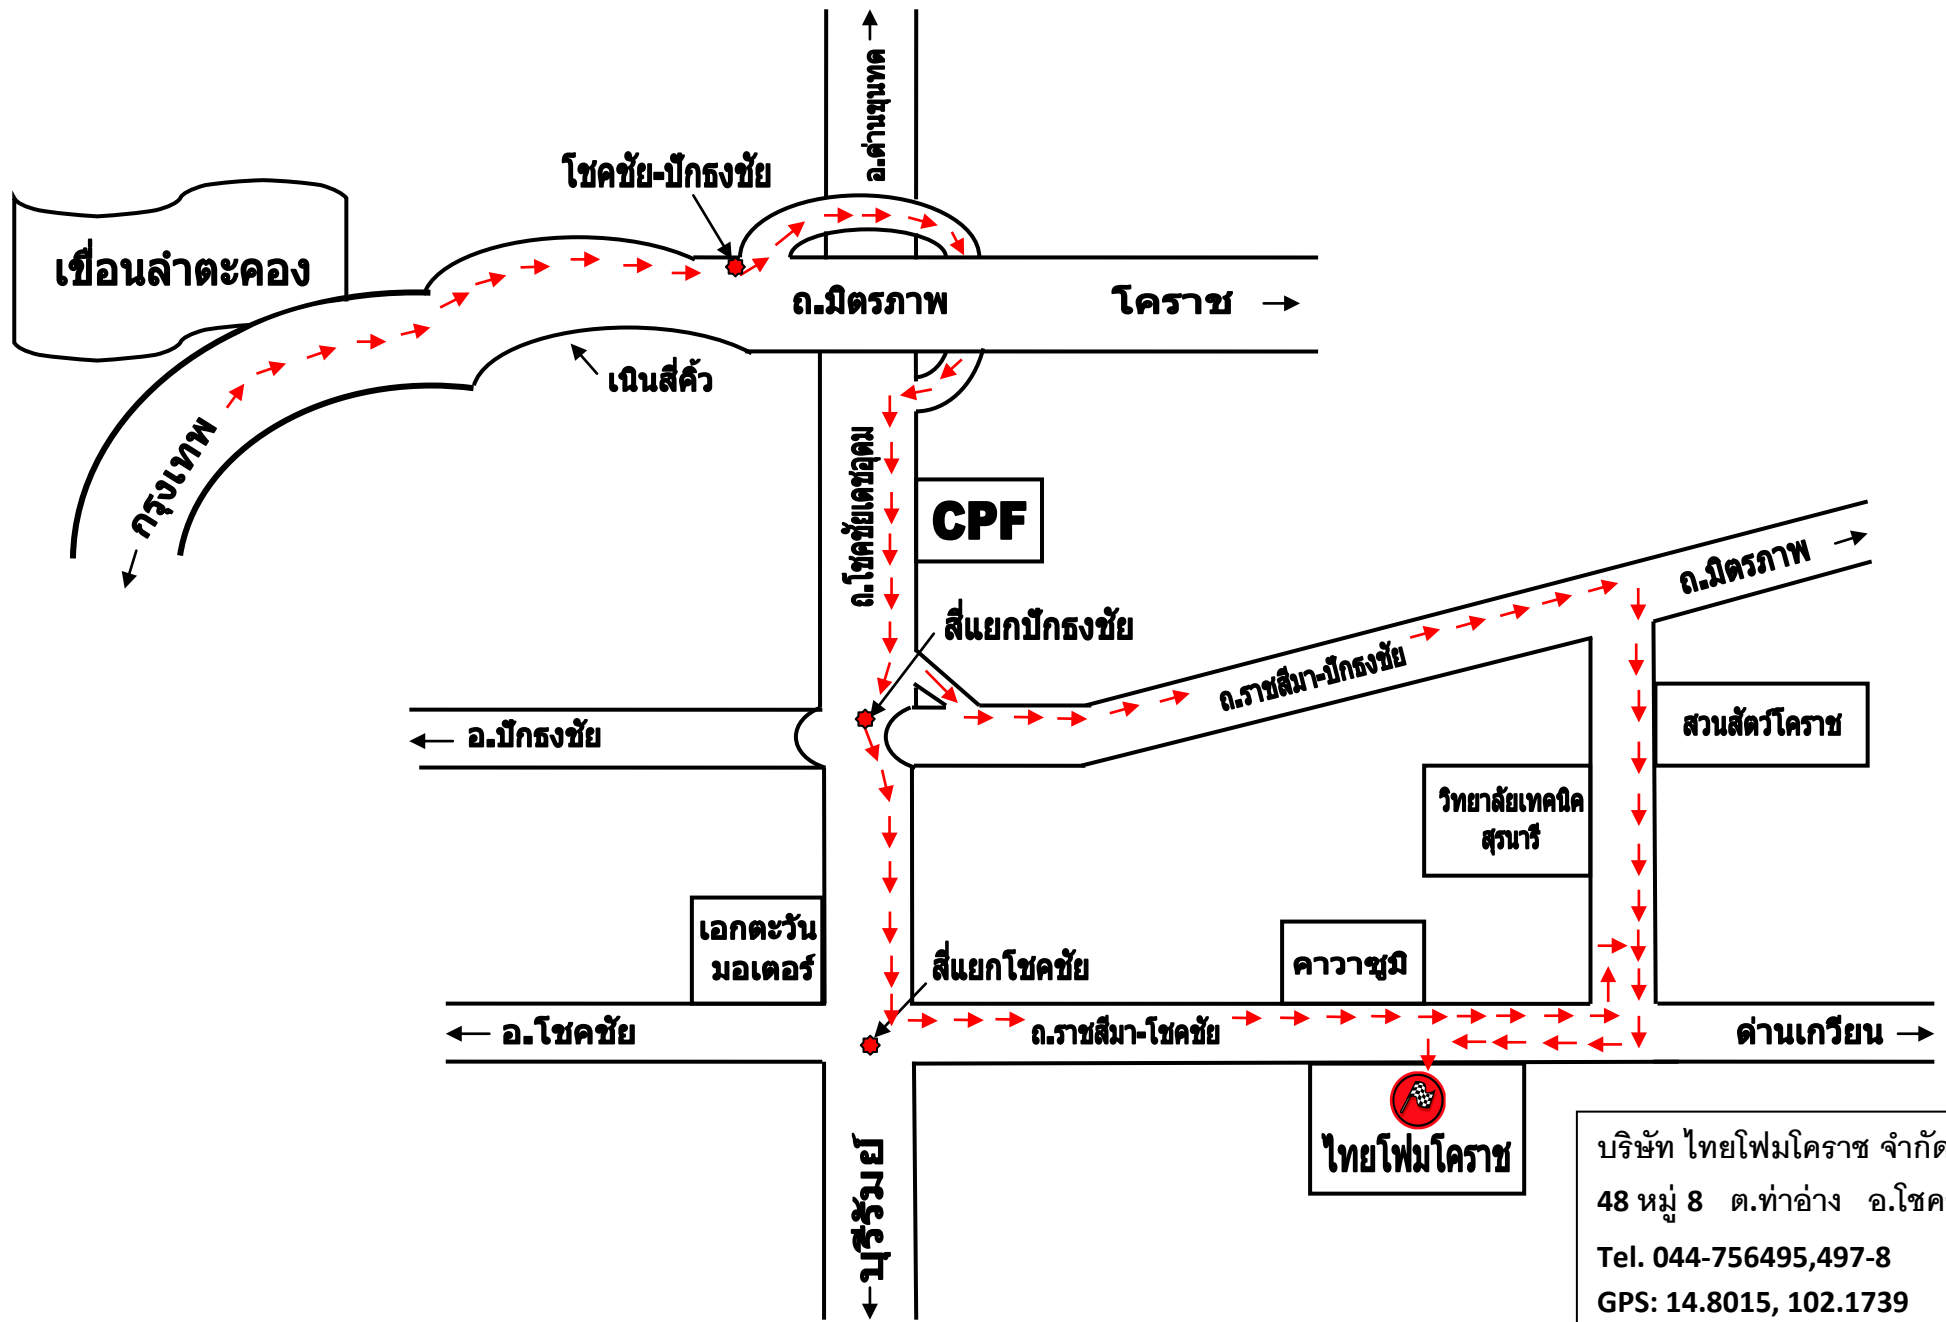 อ.ด่านขุนทด
โชคชัย-ปักธงชัย
เขื่อนลำตะคอง
ถ.มิตรภาพ
โคราช
เนินสี่คิ้ว
กรุงเทพ
ถ.โชคชัยเดชอุดม
CPF
ถ.มิตรภาพ
สี่แยกปักธงชัย
ถ.ราชสีมา-ปักธงชัย
สวนสัตว์โคราช
อ.ปักธงชัย
วิทยาลัยเทคนิค
สุรนารี
เอกตะวัน
มอเตอร์
สี่แยกโชคชัย
คาวาซูมิ
อ.โชคชัย
ถ.ราชสีมา-โชคชัย
ด่านเกวียน
ไทยโฟมโคราช
บุรีรัมย์
บริษัท ไทยโฟมโคราช จำกัด
48 หมู่ 8 ต.ท่าอ่าง อ.โชค
Tel. 044-756495,497-8
GPS: 14.8015, 102.1739